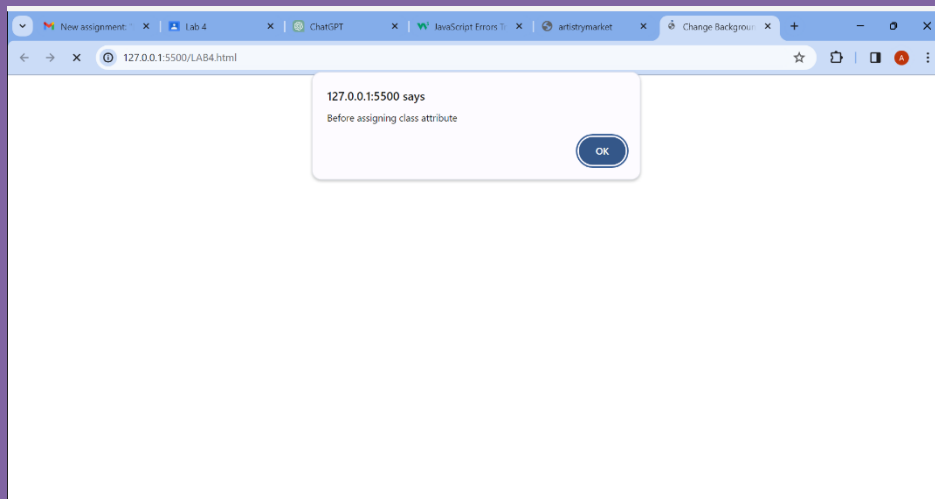 New assignment: "
Lab 4
ChatGPT
JavaScript Errors T
artistrymarket
Change Backgroun
127.0.0.1:5500/LAB4.html
A
127.0.0.1:5500 says
Before assigning class attribute
OK